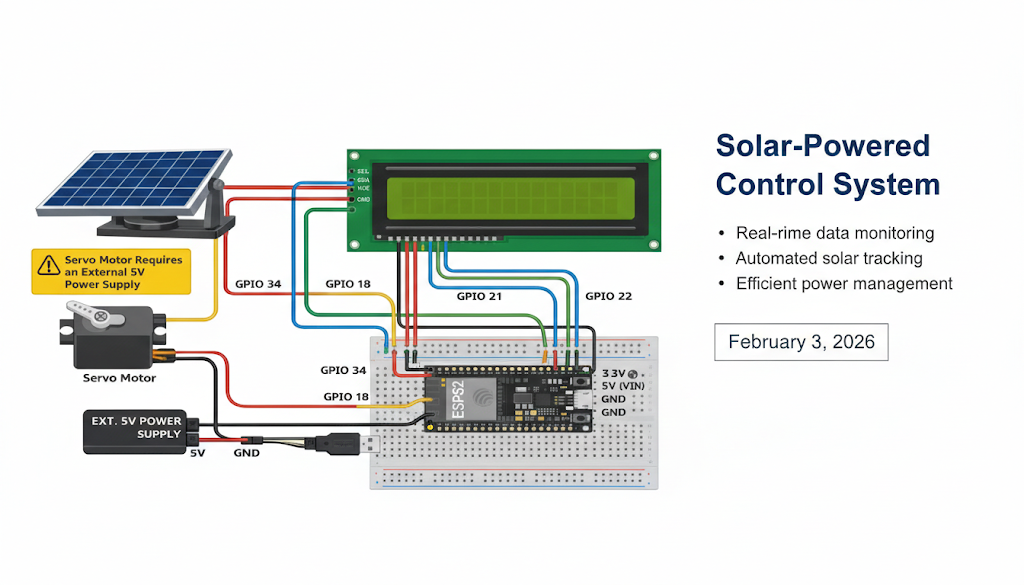 Solar-Powered
Control System
• Real-rime data monitoring
• Automated solar tracking
• Efficient power management
February 3, 2026
Servo Motor Requires
an External 5V
Power Supply
GPIO 34
GPIO 18
GPIO 21
GPIO 22
Servo Motor
GPIO 34
GPIO 18
ESPS2
3 3V
5V (VIN)
GND
GND
EXT. 5V POWER
SUPPLY
5V
GND